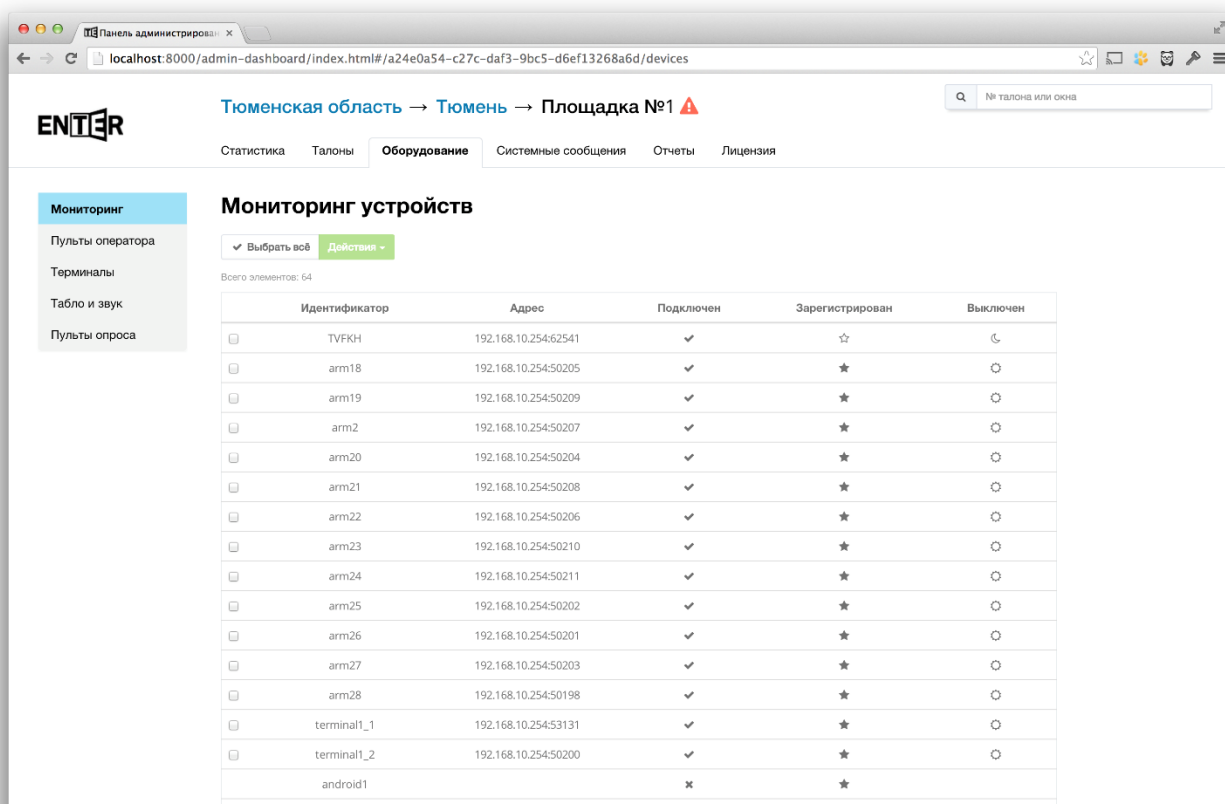 Панель администрирован
localhost:8000/admin-dashboard/index.html#/a24e0a54-c27c-daf3-9bc5-d6ef13268a6d/devices
ENTER
Тюменская область → Тюмень → Площадка №1
№ талона или окна
Статистика Талоны Оборудование Системные сообщения Отчеты Лицензия
Мониторинг
Пульты оператора
Терминалы
Табло и звук
Пульты опроса
Мониторинг устройств
Выбрать всё Действия
Всего элементов: 64
Идентификатор Адрес Подключен Зарегистрирован Выключен
TVFKH 192.168.10.254:62541
arm18 192.168.10.254:50205
arm19 192.168.10.254:50209
arm2 192.168.10.254:50207
arm20 192.168.10.254:50204
arm21 192.168.10.254:50208
arm22 192.168.10.254:50206
arm23 192.168.10.254:50210
arm24 192.168.10.254:50211
arm25 192.168.10.254:50202
arm26 192.168.10.254:50201
arm27 192.168.10.254:50203
arm28 192.168.10.254:50198
terminal1_1 192.168.10.254:53131
terminal1_2 192.168.10.254:50200
android1